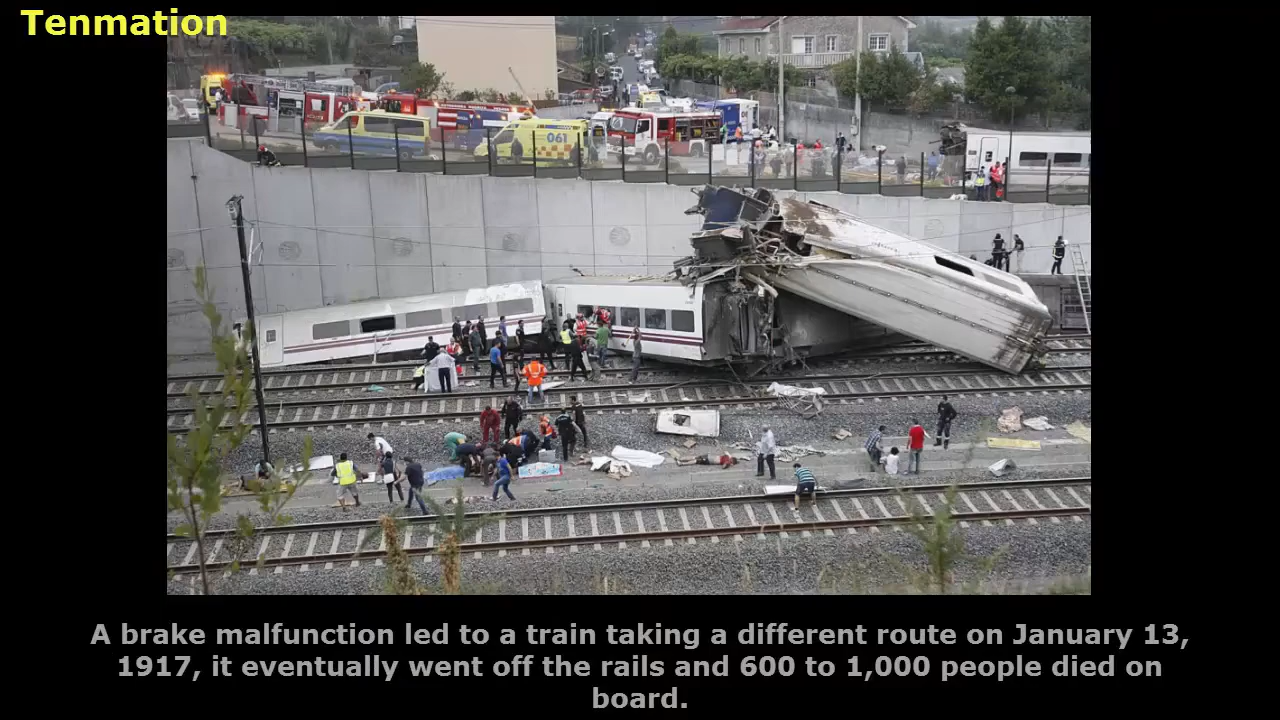 Tenmation
061
A brake malfunction led to a train taking a different route on January 13,
1917, it eventually went off the rails and 600 to 1,000 people died on
board.